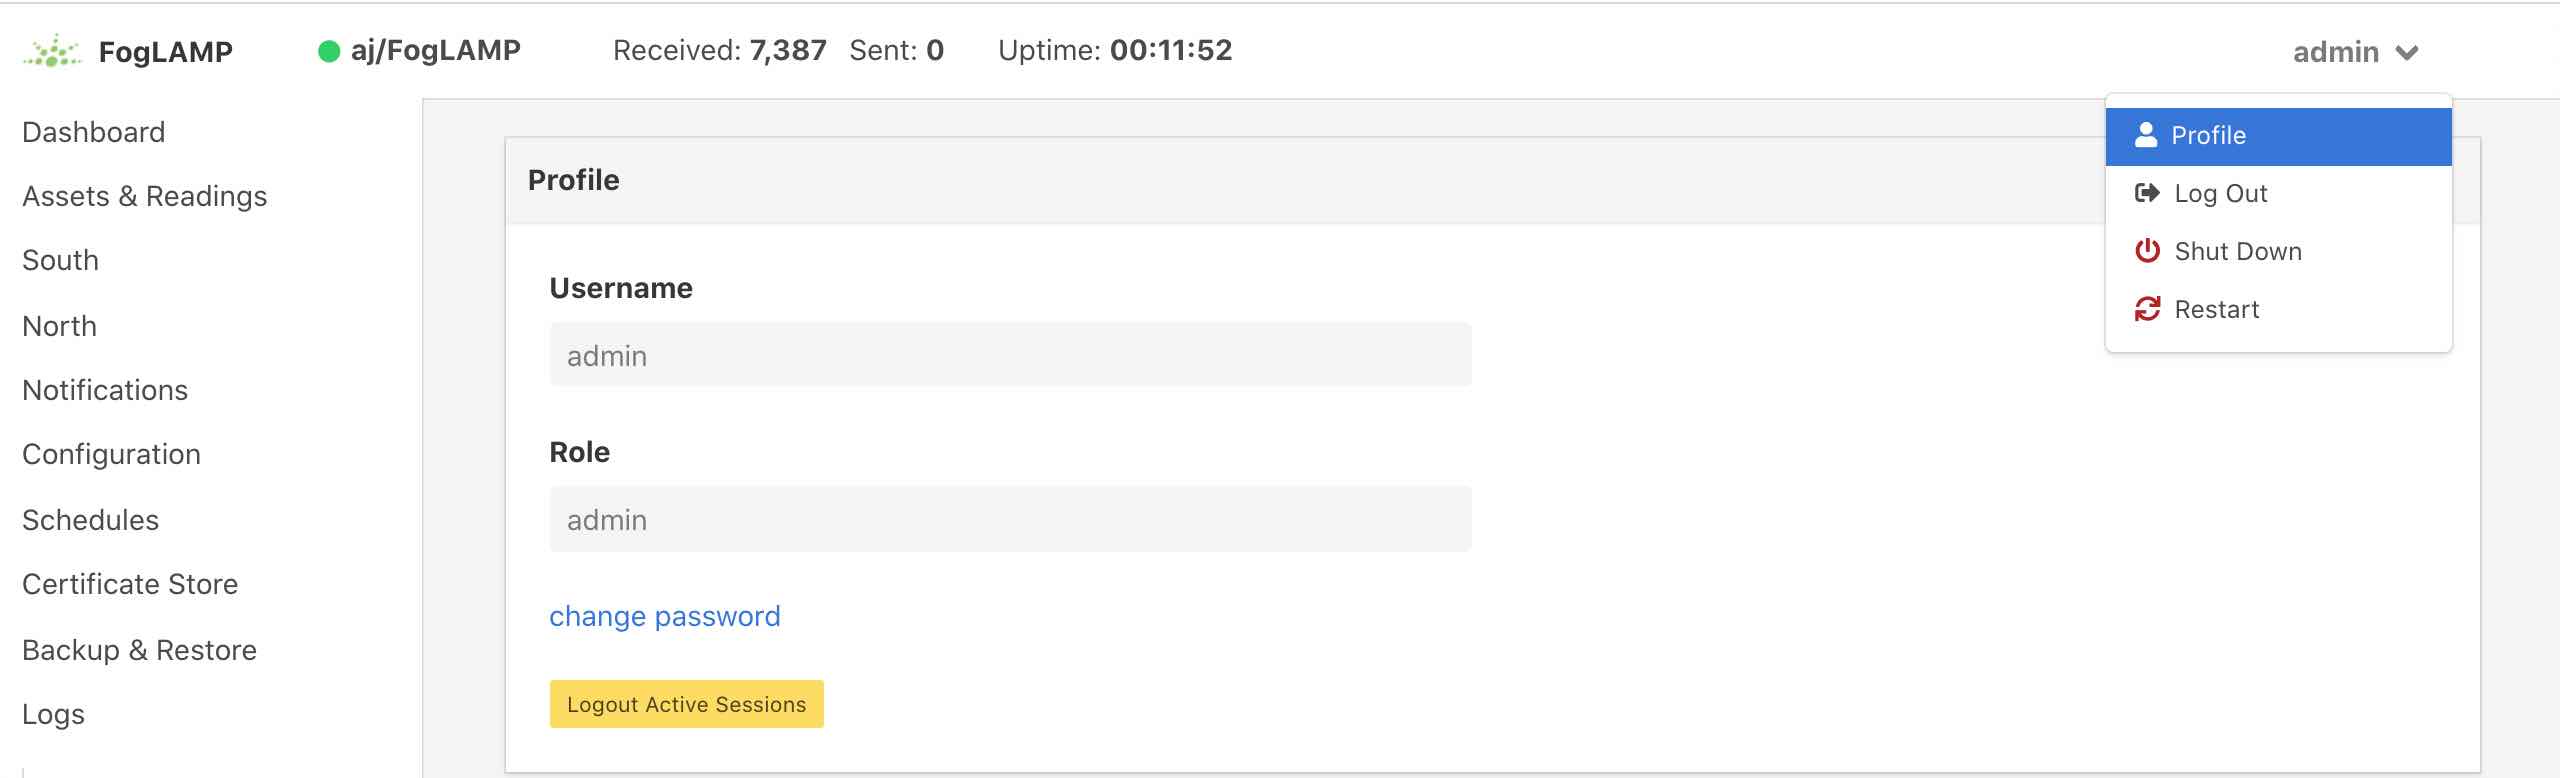 FogLAMP
aj/FogLAMP
Received: 7,387 Sent: 0
Uptime: 00:11:52
admin
Dashboard
Assets & Readings
South
North
Notifications
Configuration
Schedules
Certificate Store
Backup & Restore
Logs
Profile
Log Out
Shut Down
Restart
Profile
Username
admin
Role
admin
change password
Logout Active Sessions